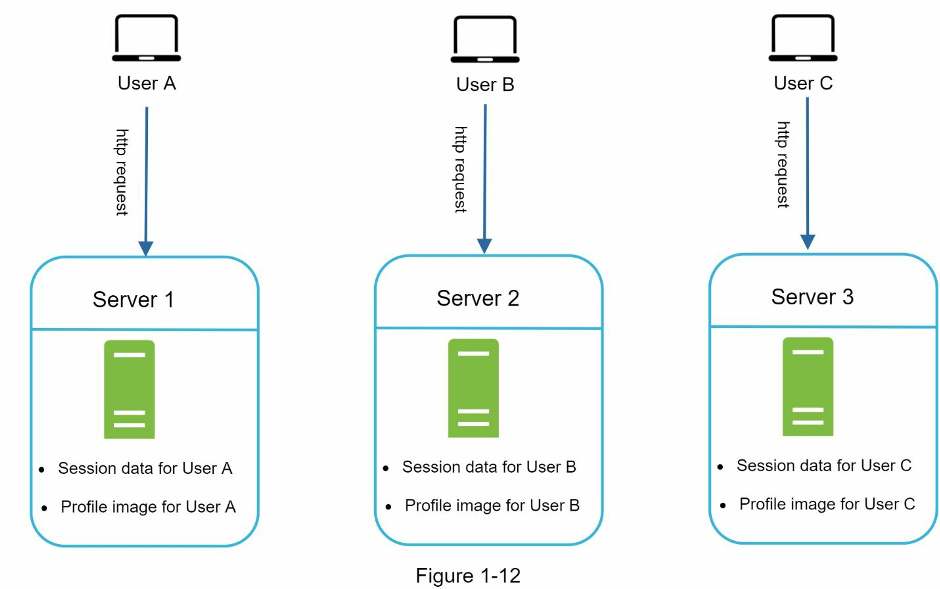 User A
User B
User C
http request
http request
http request
Server 1
Server 2
Server 3
• Session data for User A
• Profile image for User A
• Session data for User B
• Profile image for User B
• Session data for User C
• Profile image for User C
Figure 1-12